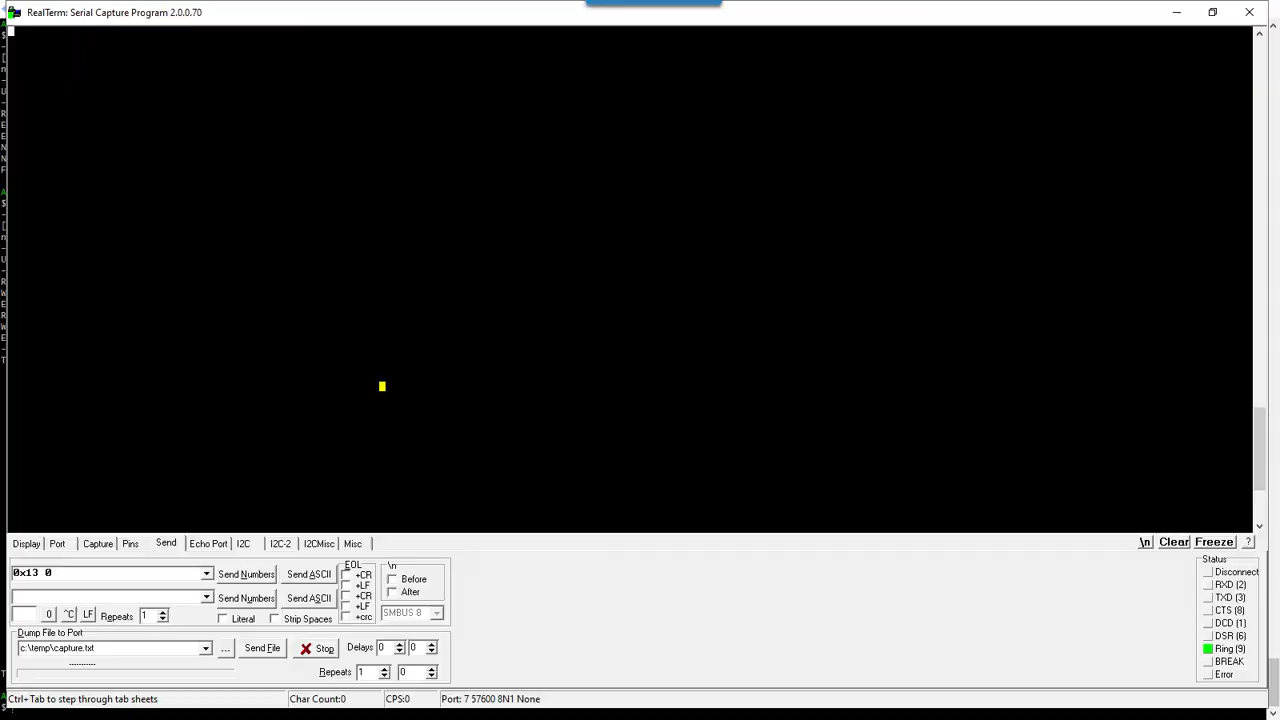 RealTerm: Serial Capture Program 2.0.0.70
Display Port Capture Pins Send Echo Port I2C I2C-2 I2CMisc Misc \n Clear Freeze ?
0x13 0 Send Numbers Send ASCII
Send Numbers Send ASCII
0 ^C LF Repeats 1 Literal Strip Spaces
EOL
+CR
+LF
+CR
+LF
+crc
\n
Before
After
SMBUS 8
Dump File to Port
c:\temp\capture.txt ... Send File Stop Delays 0 0
Repeats 1 0
Status
Disconnect
RXD (2)
TXD (3)
CTS (8)
DCD (1)
DSR (6)
Ring (9)
BREAK
Error
Ctrl+Tab to step through tab sheets Char Count:0 CPS:0 Port: 7 57600 8N1 None